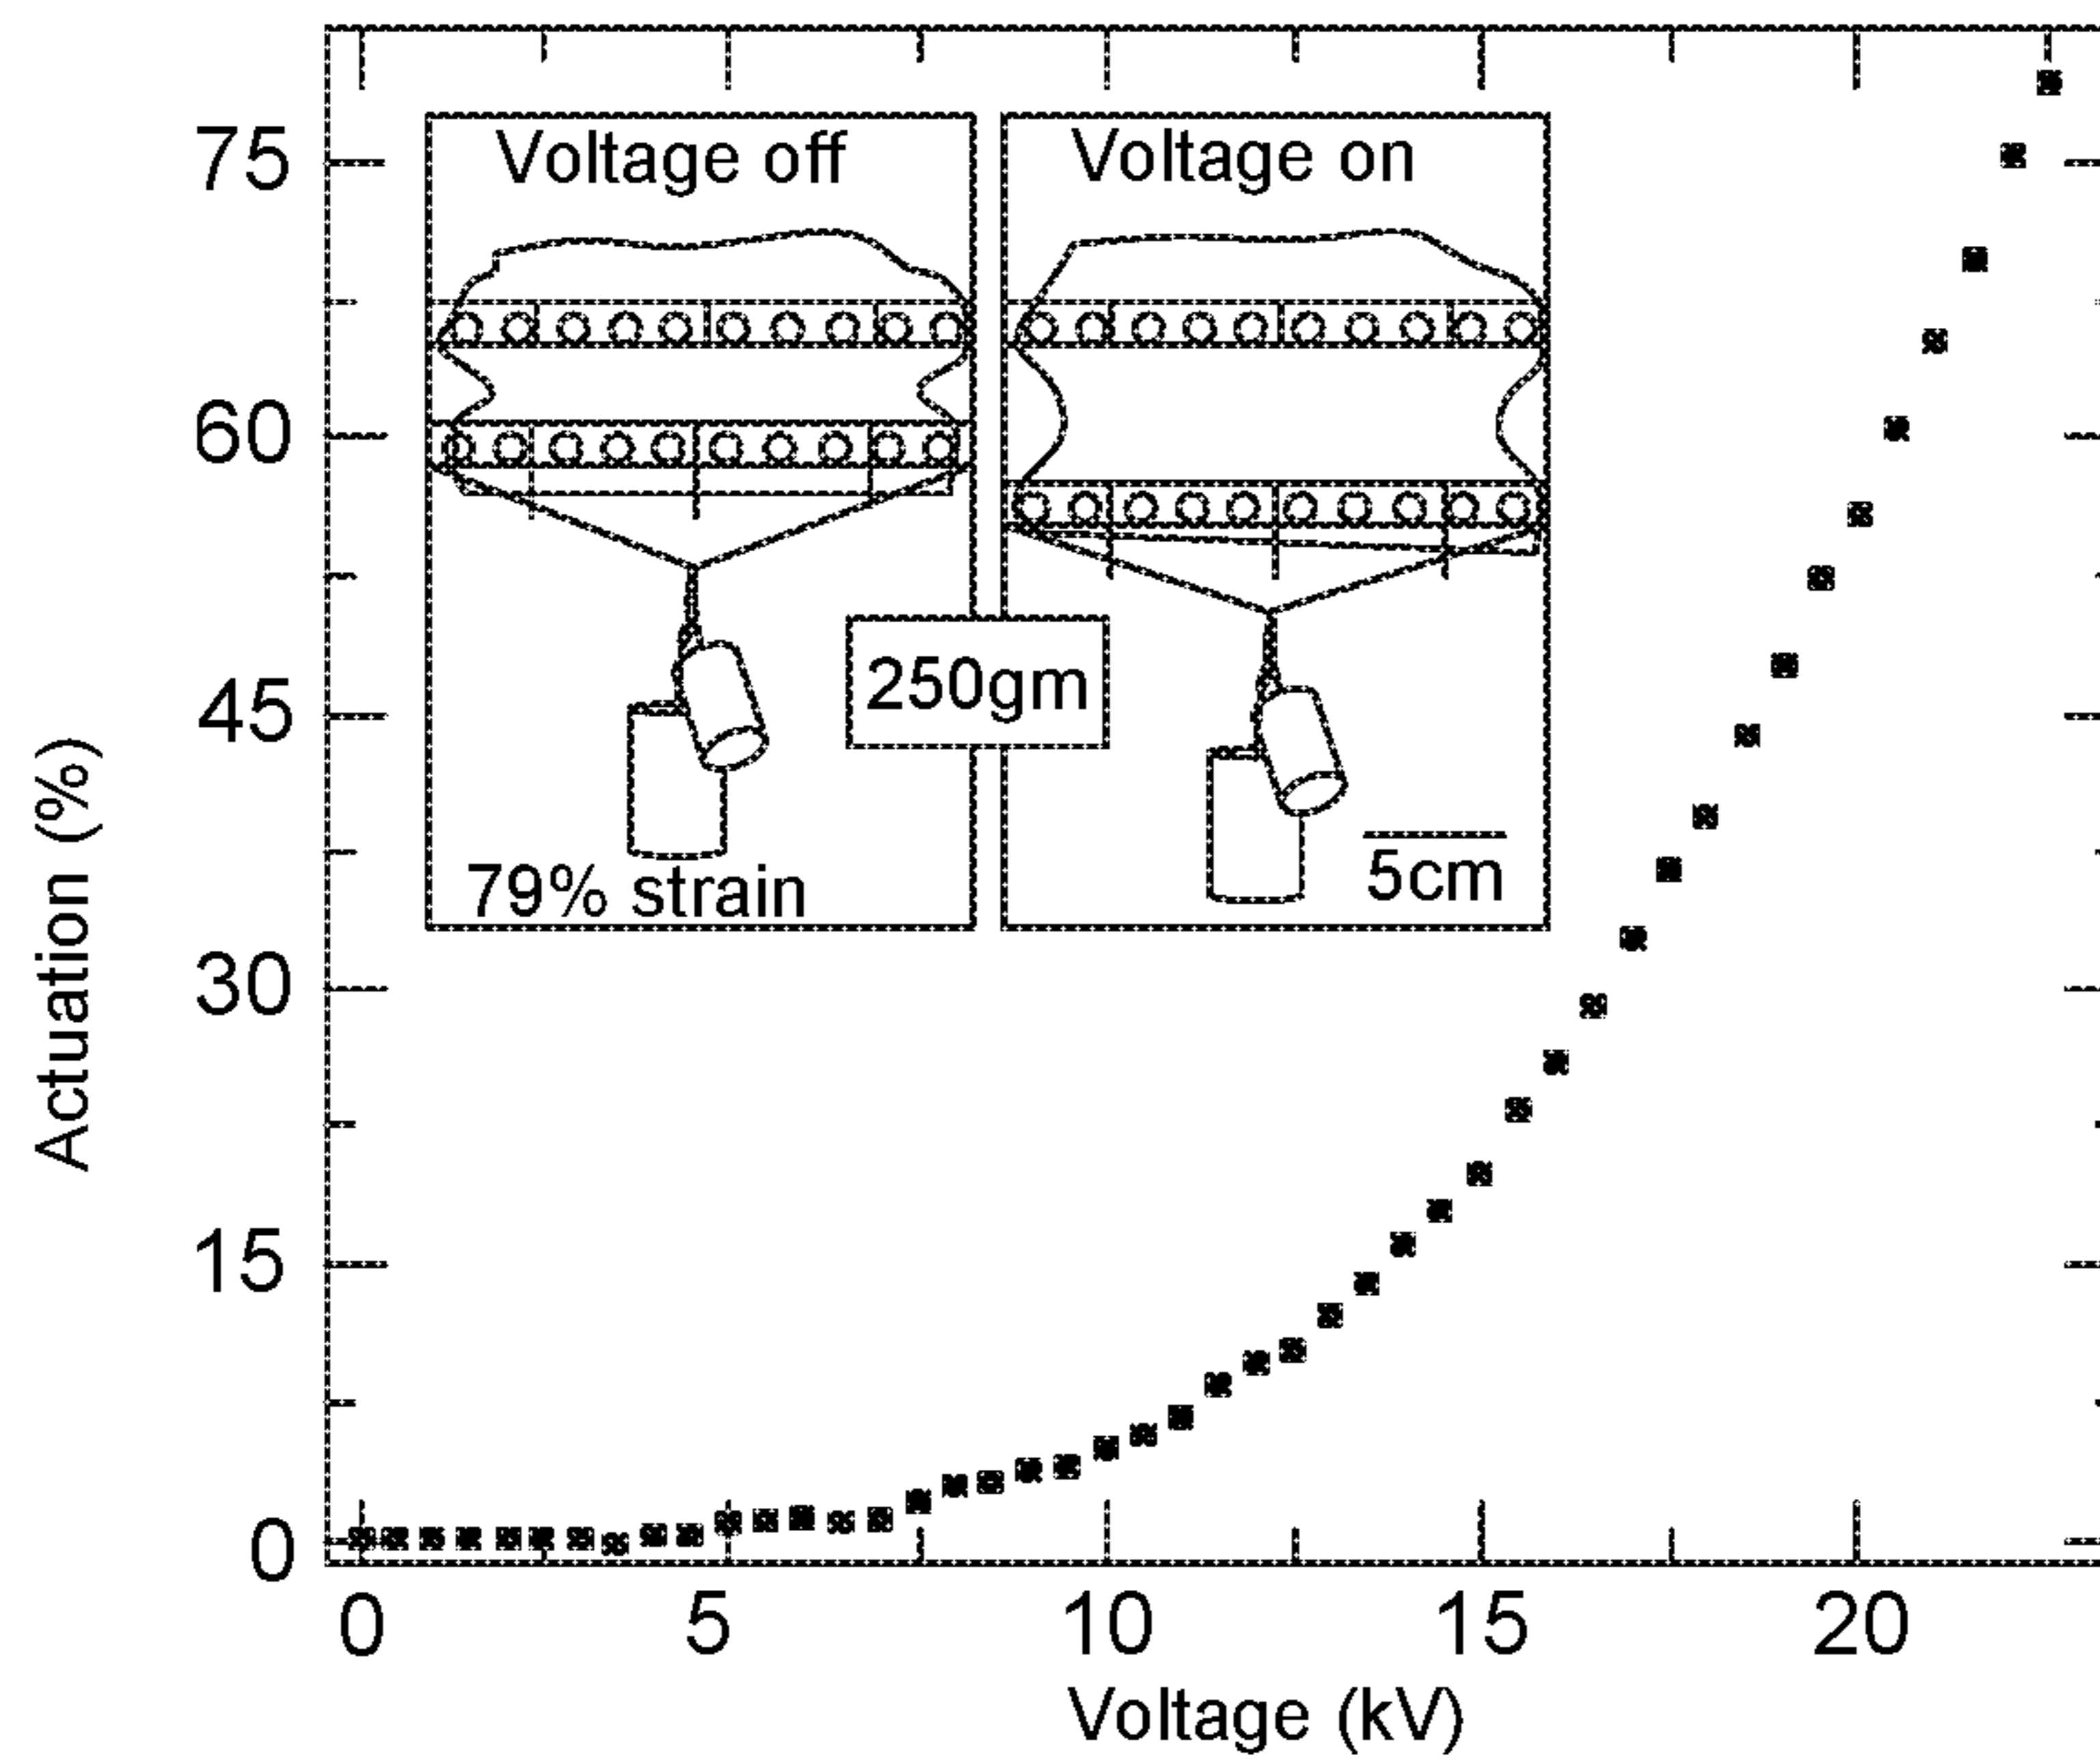 Actuation (%)
75
60
45
30
15
0
Voltage off
Voltage on
250gm
79% strain
5cm
0 5 10 15 20
Voltage (kV)